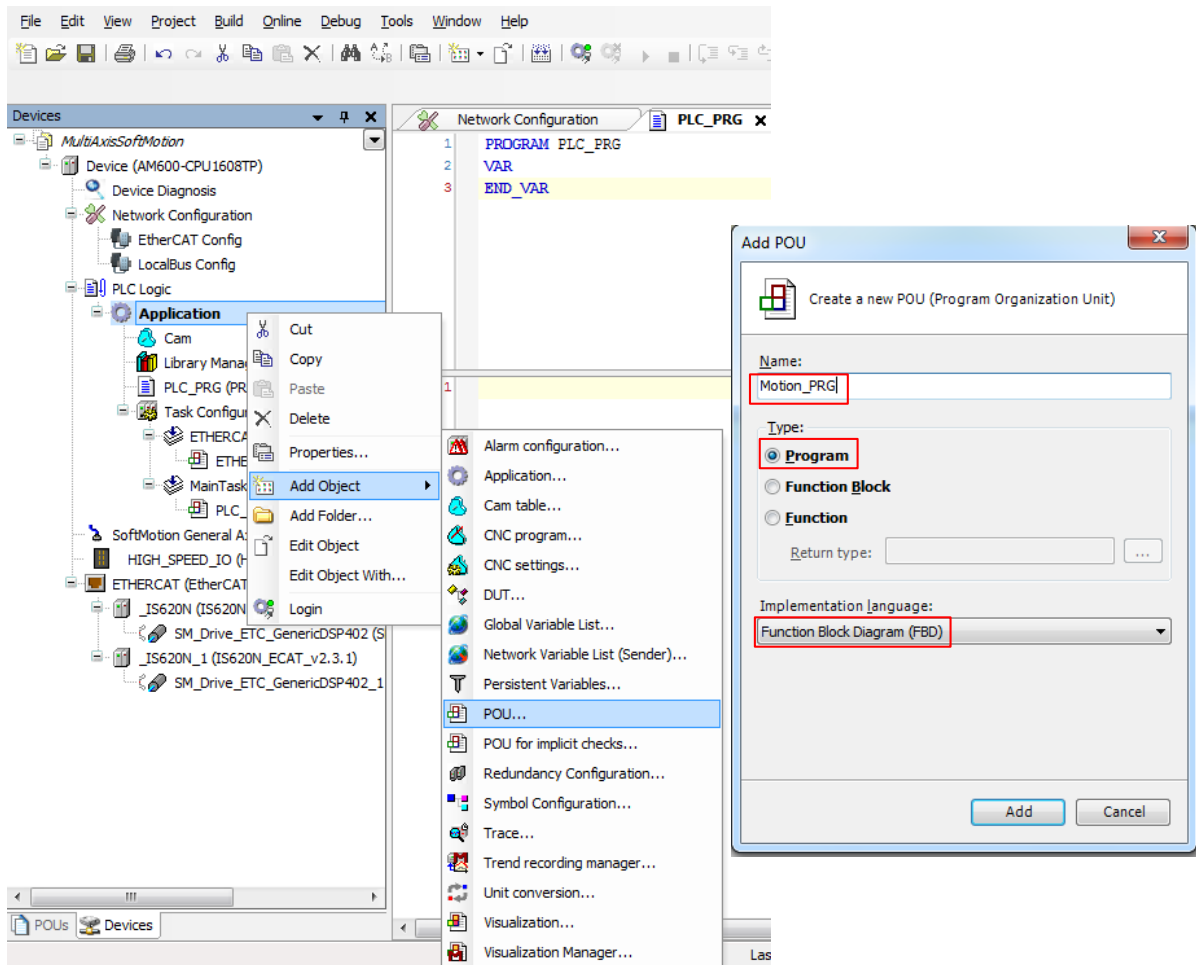 File Edit View Project Build Online Debug Tools Window Help
Devices
MultiAxisSoftMotion
Device (AM600-CPU1608TP)
Device Diagnosis
Network Configuration
EtherCAT Config
LocalBus Config
PLC Logic
Application
Cam
Library Mana
PLC_PRG (PR
Task Configu
ETHERCA
ETHE
MainTask
PLC_
SoftMotion General A
HIGH_SPEED_IO (H
ETHERCAT (EtherCAT
_IS620N (IS620N
SM_Drive_ETC_GenericDSP402 (S
_IS620N_1 (IS620N_ECAT_v2.3.1)
SM_Drive_ETC_GenericDSP402_1
POUs Devices
Network Configuration PLC_PRG
1 PROGRAM PLC_PRG
2 VAR
3 END_VAR
1
Cut
Copy
Paste
Delete
Properties...
Add Object
Add Folder...
Edit Object
Edit Object With...
Login
Alarm configuration...
Application...
Cam table...
CNC program...
CNC settings...
DUT...
Global Variable List...
Network Variable List (Sender)...
Persistent Variables...
POU...
POU for implicit checks...
Redundancy Configuration...
Symbol Configuration...
Trace...
Trend recording manager...
Unit conversion...
Visualization...
Visualization Manager...
Las
Add POU
Create a new POU (Program Organization Unit)
Name:
Motion_PRG
Type:
Program
Function Block
Function
Return type:
...
Implementation language:
Function Block Diagram (FBD)
Add Cancel